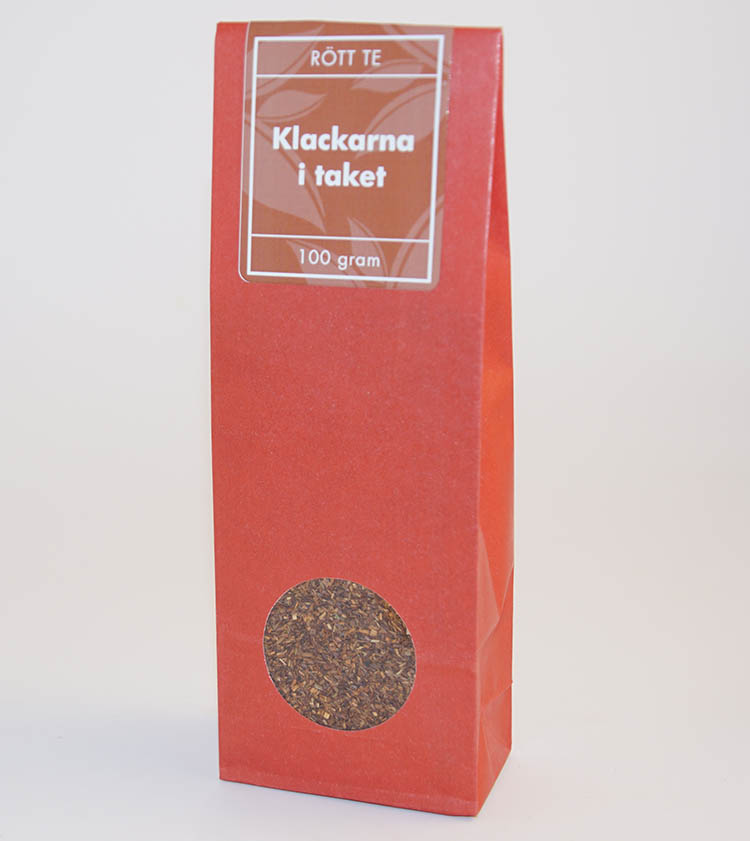 RÖTT TE
Klackarna
i taket
100 gram